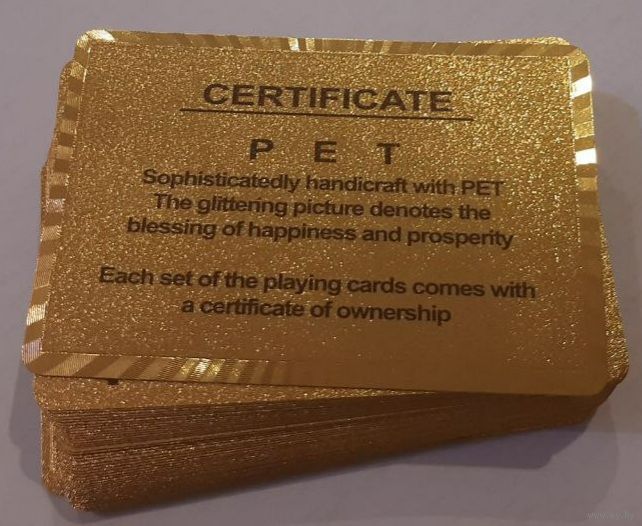 CERTIFICATE
P E T
Sophisticatedly handicraft with PET
The glittering picture denotes the
blessing of happiness and prosperity
Each set of the playing cards comes with
a certificate of ownership